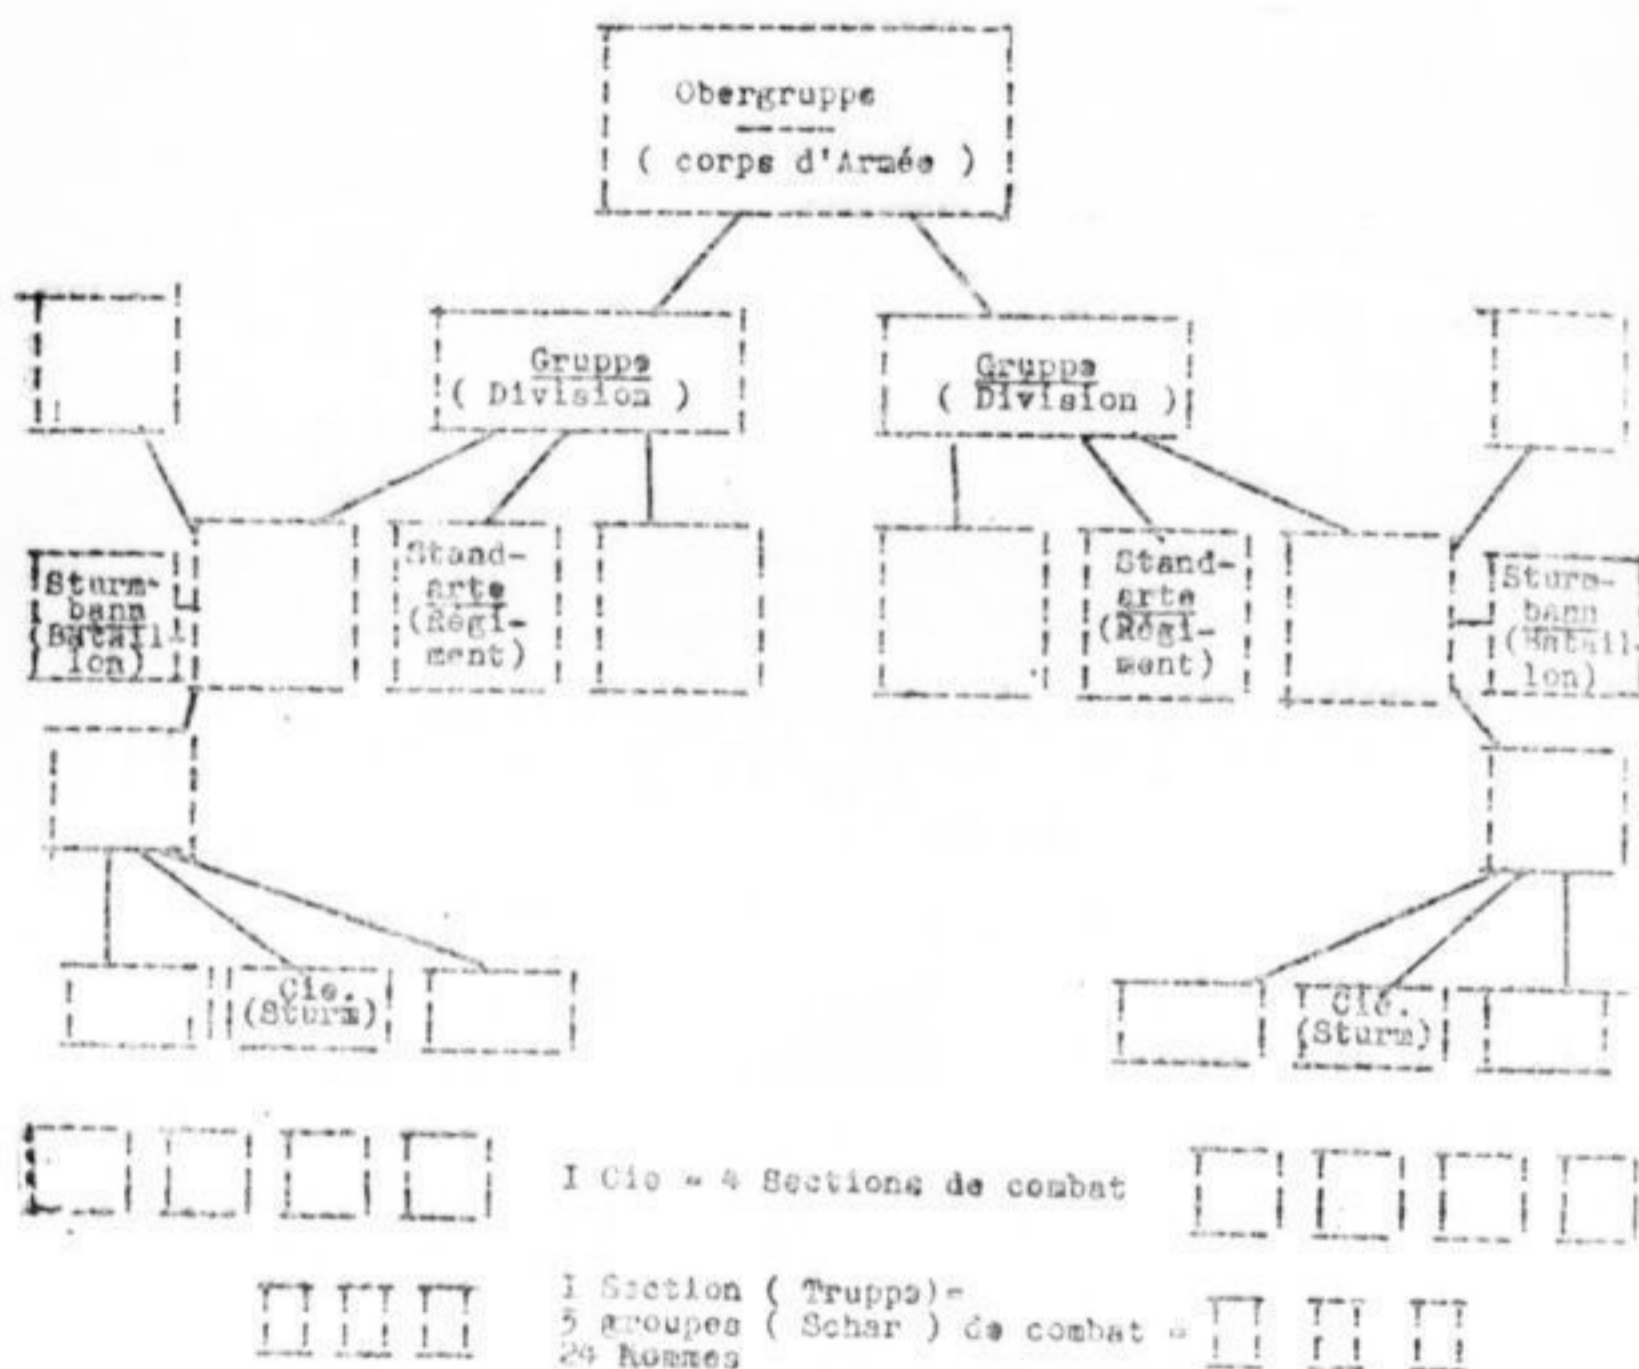 Obergruppe
( corps d'Armée )
Gruppe
( Division )
Gruppe
( Division )
Sturm-
bann
(Batail-
lon)
Stand-
arte
(Régi-
ment)
Stand-
arte
(Régi-
ment)
Sturm-
bann
(Batail-
lon)
Cie.
(Sturm)
Cie.
(Sturm)
I Cie = 4 Sections de combat
I Section ( Truppe)=
3 groupes ( Schar ) de combat =
24 Hommes